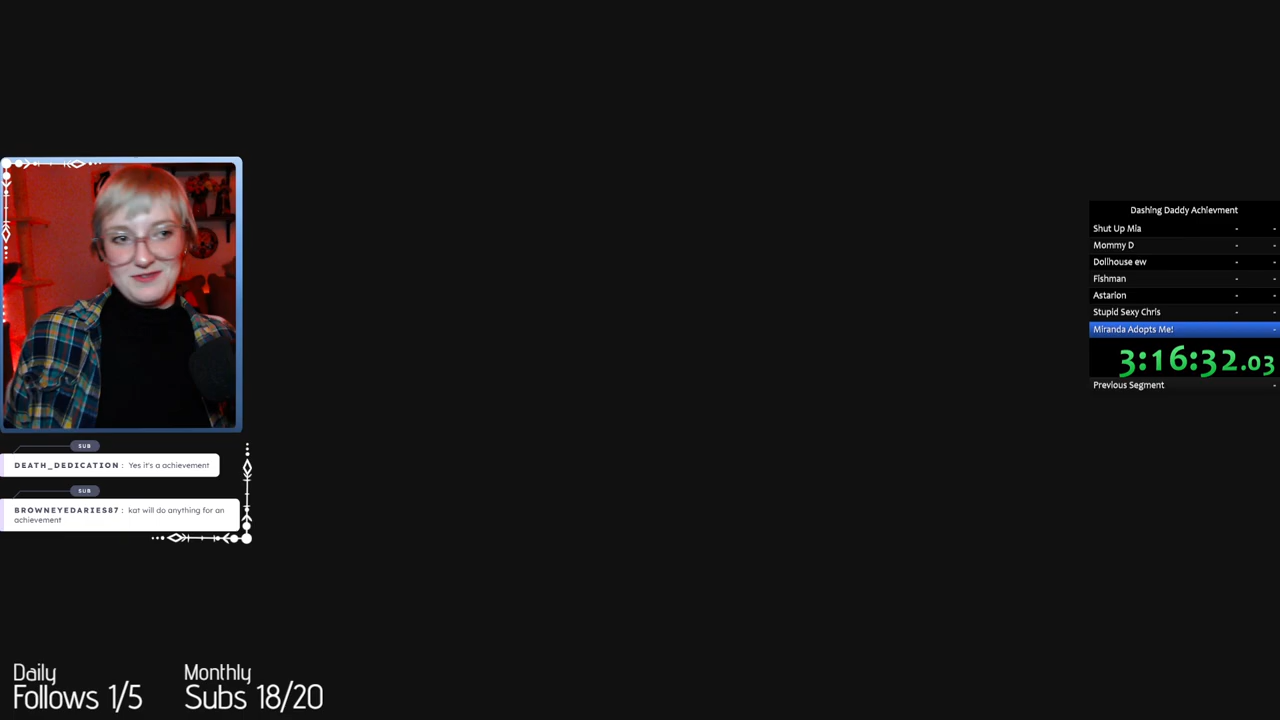 Dashing Daddy Achievment
Shut Up Mia - -
Mommy D - -
Dollhouse ew - -
Fishman - -
Astarion - -
Stupid Sexy Chris - -
Miranda Adopts Me! -
3:16:32.03
Previous Segment -
SUB
DEATH_DEDICATION : Yes it's a achievement
SUB
BROWNEYEDARIES87 : kat will do anything for an
achievement
Daily
Follows 1/5
Monthly
Subs 18/20